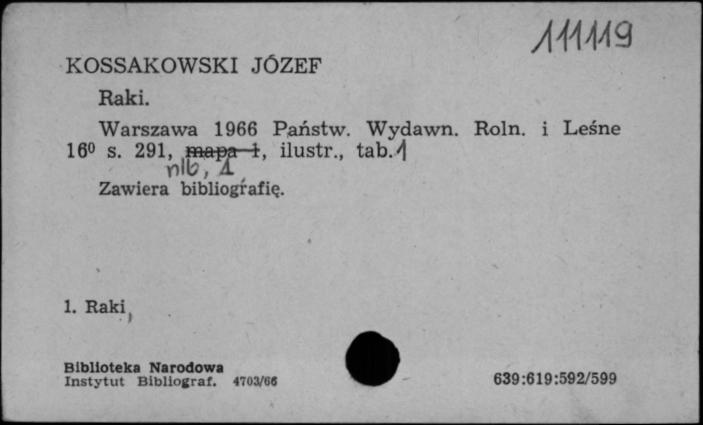 111119
KOSSAKOWSKI JÓZEF
Raki.
Warszawa 1966 Państw. Wydawn. Roln. i Leśne
16⁰ s. 291, mapa 1, ilustr., tab. 1
nlb, 1
Zawiera bibliografię.
1. Raki
Biblioteka Narodowa
Instytut Bibliograf. 4703/66
639:619:592/599